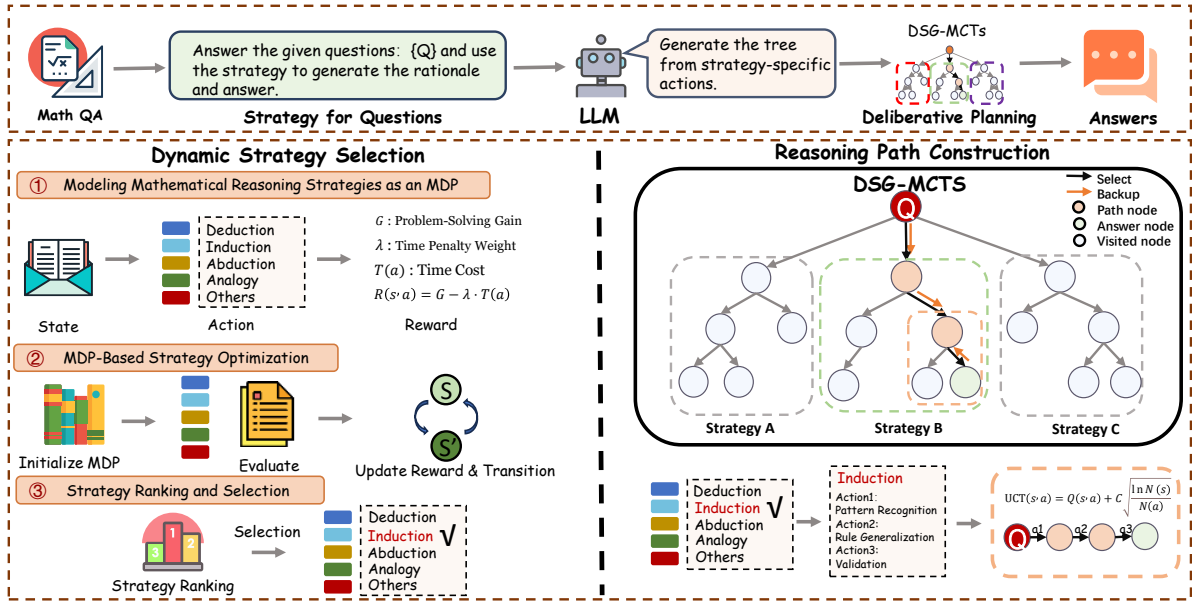 Answer the given questions: {Q} and use
the strategy to generate the rationale
and answer.
Generate the tree
from strategy-specific
actions.
DSG-MCTs
Math QA
Strategy for Questions
LLM
Deliberative Planning
Answers
Dynamic Strategy Selection
① Modeling Mathematical Reasoning Strategies as an MDP
Deduction
Induction
Abduction
Analogy
Others
G : Problem-Solving Gain
λ : Time Penalty Weight
T(a) : Time Cost
R(s·a) = G − λ · T(a)
State
Action
Reward
② MDP-Based Strategy Optimization
S
S'
Initialize MDP
Evaluate
Update Reward & Transition
③ Strategy Ranking and Selection
1
2
3
Strategy Ranking
Selection
Deduction
Induction √
Abduction
Analogy
Others
Reasoning Path Construction
DSG-MCTS
Q
Select
Backup
Path node
Answer node
Visited node
Strategy A
Strategy B
Strategy C
Deduction
Induction √
Abduction
Analogy
Others
Induction
Action1:
Pattern Recognition
Action2:
Rule Generalization
Action3:
Validation
UCT(s·a) = Q(s·a) + C √(ln N(s) / N(a))
Q a1 a2 a3